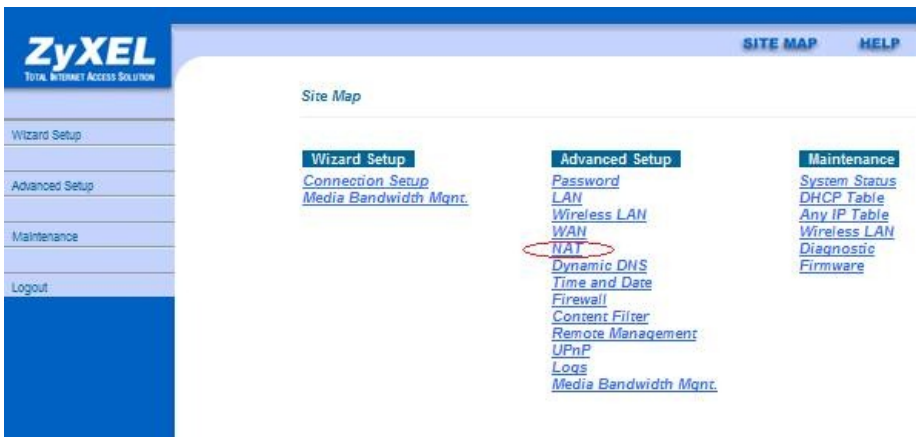 ZyXEL
TOTAL INTERNET ACCESS SOLUTION
SITE MAP HELP
Site Map
Wizard Setup
Advanced Setup
Maintenance
Logout
Wizard Setup
Connection Setup
Media Bandwidth Mgnt.
Advanced Setup
Password
LAN
Wireless LAN
WAN
NAT
Dynamic DNS
Time and Date
Firewall
Content Filter
Remote Management
UPnP
Logs
Media Bandwidth Mgnt.
Maintenance
System Status
DHCP Table
Any IP Table
Wireless LAN
Diagnostic
Firmware